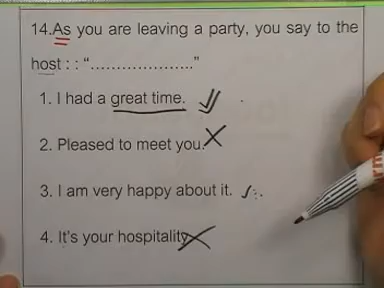 14.As you are leaving a party, you say to the
host : : “………………..”
1. I had a great time.
2. Pleased to meet you.
3. I am very happy about it.
4. It's your hospitality